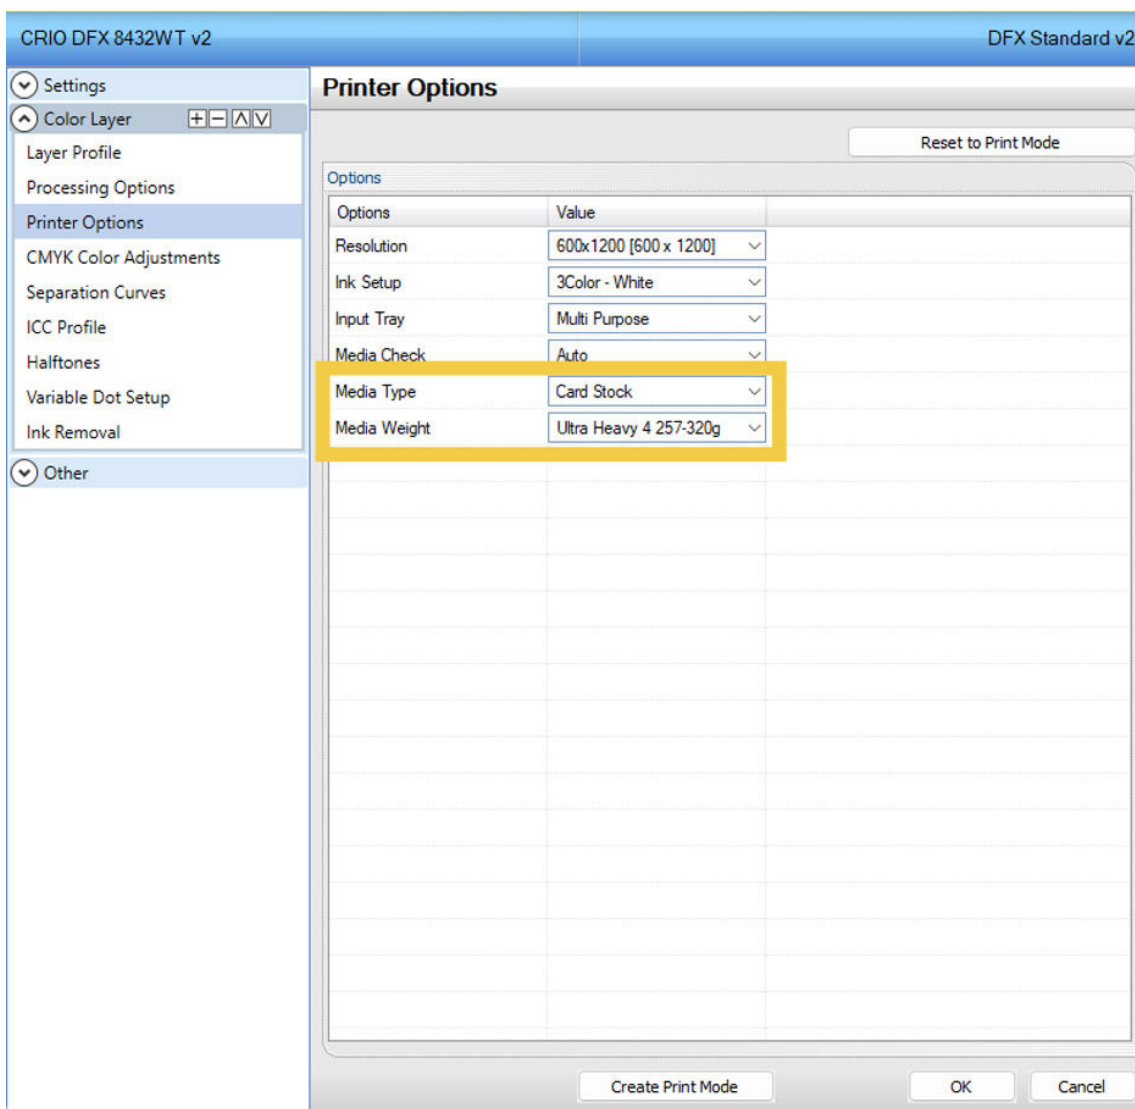 CRIO DFX 8432WT v2 DFX Standard v2
Settings
Color Layer
Layer Profile
Processing Options
Printer Options
CMYK Color Adjustments
Separation Curves
ICC Profile
Halftones
Variable Dot Setup
Ink Removal
Other
Printer Options
Reset to Print Mode
Options
Options Value
Resolution 600x1200 [600 x 1200]
Ink Setup 3Color - White
Input Tray Multi Purpose
Media Check Auto
Media Type Card Stock
Media Weight Ultra Heavy 4 257-320g
Create Print Mode OK Cancel